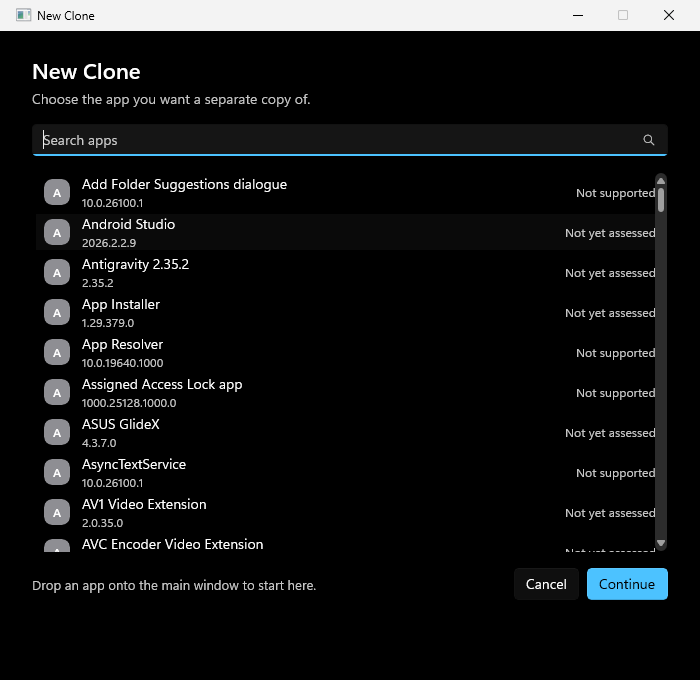 New Clone
New Clone
Choose the app you want a separate copy of.
Search apps
A
Add Folder Suggestions dialogue
10.0.26100.1
Not supported
A
Android Studio
2026.2.2.9
Not yet assessed
A
Antigravity 2.35.2
2.35.2
Not yet assessed
A
App Installer
1.29.379.0
Not yet assessed
A
App Resolver
10.0.19640.1000
Not supported
A
Assigned Access Lock app
1000.25128.1000.0
Not supported
A
ASUS GlideX
4.3.7.0
Not yet assessed
A
AsyncTextService
10.0.26100.1
Not supported
A
AV1 Video Extension
2.0.35.0
Not yet assessed
A
AVC Encoder Video Extension
Not yet assessed
Drop an app onto the main window to start here.
Cancel
Continue